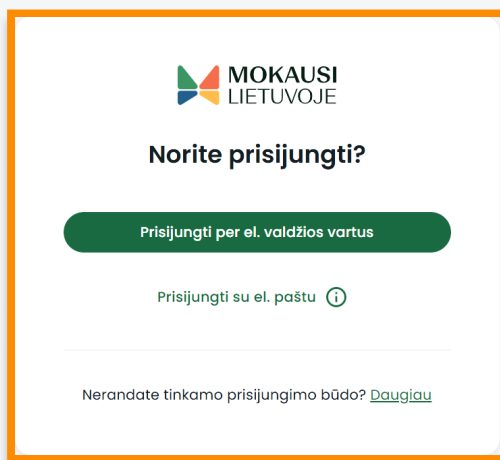 MOKAUSI
LIETUVOJE
Norite prisijungti?
Prisijungti per el. valdžios vartus
Prisijungti su el. paštu
Nerandate tinkamo prisijungimo būdo? Daugiau